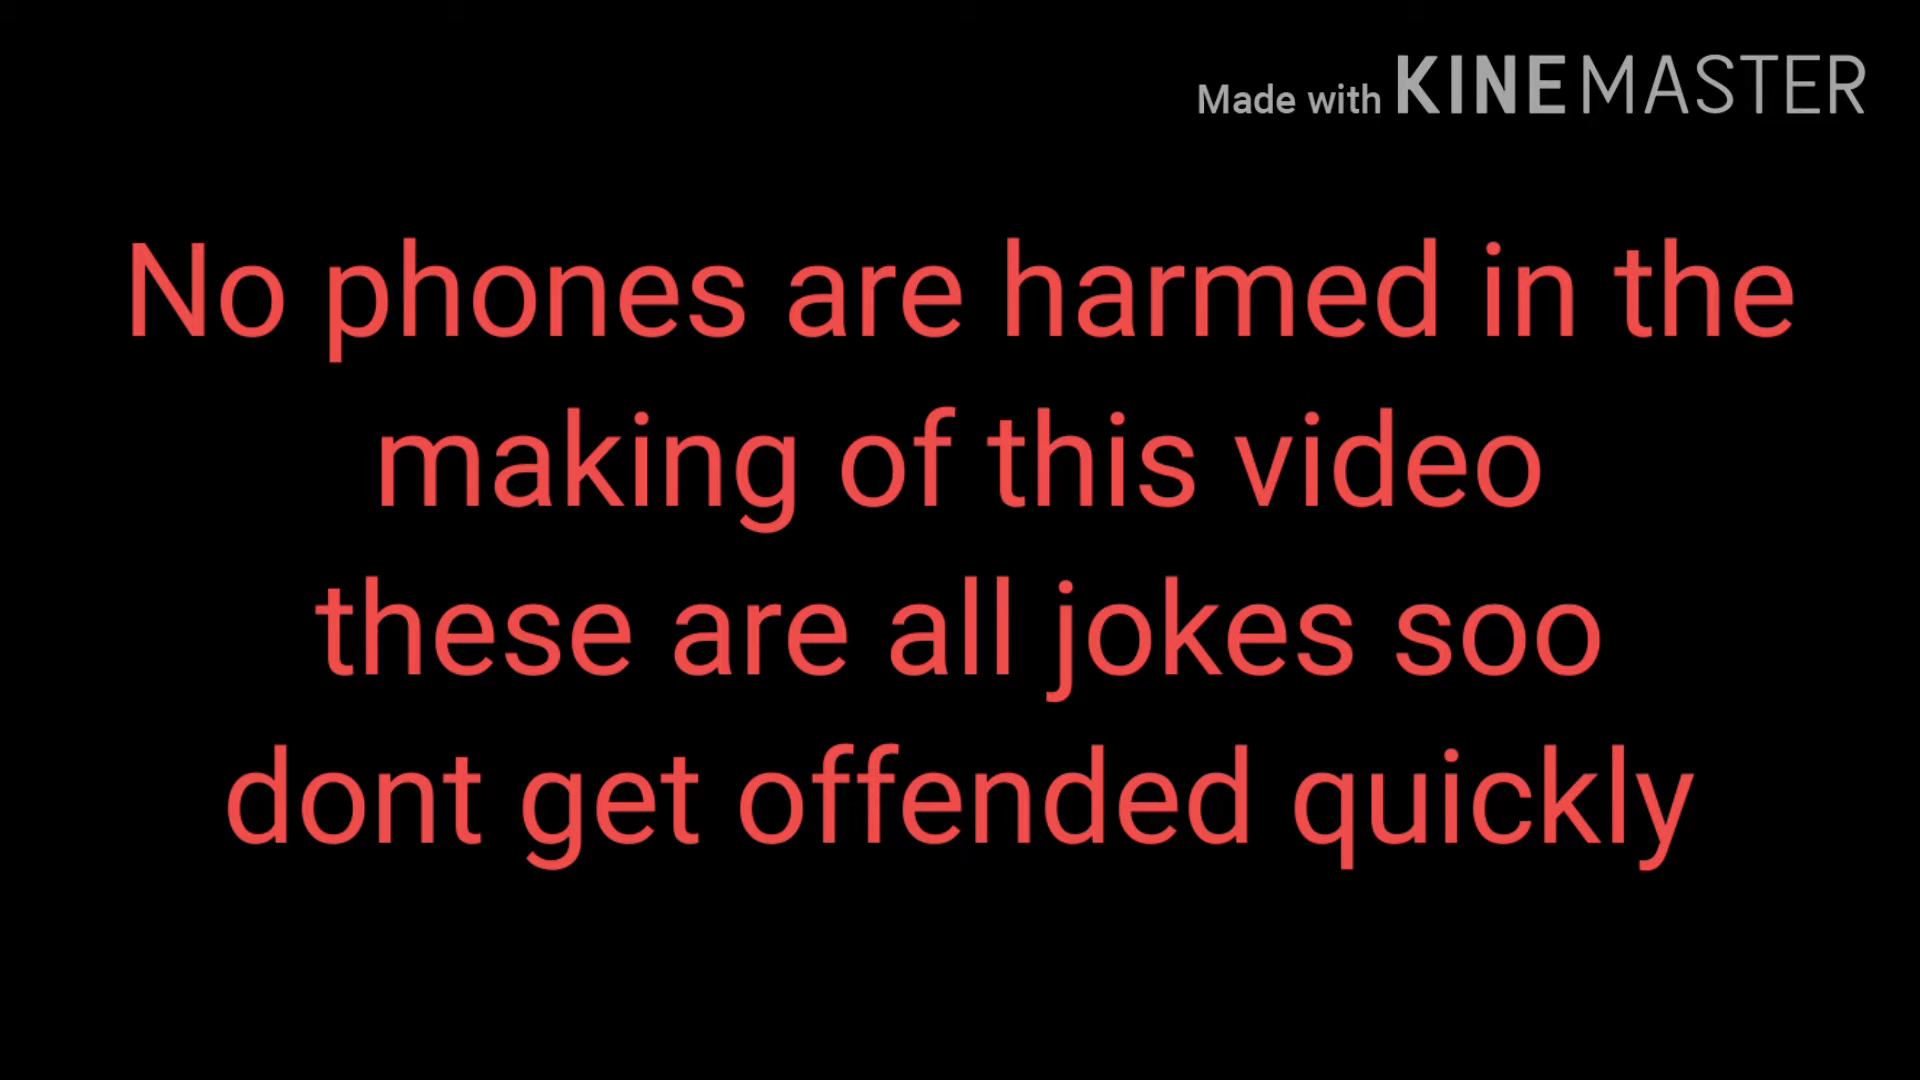 Made with KINEMASTER
No phones are harmed in the
making of this video
these are all jokes soo
dont get offended quickly